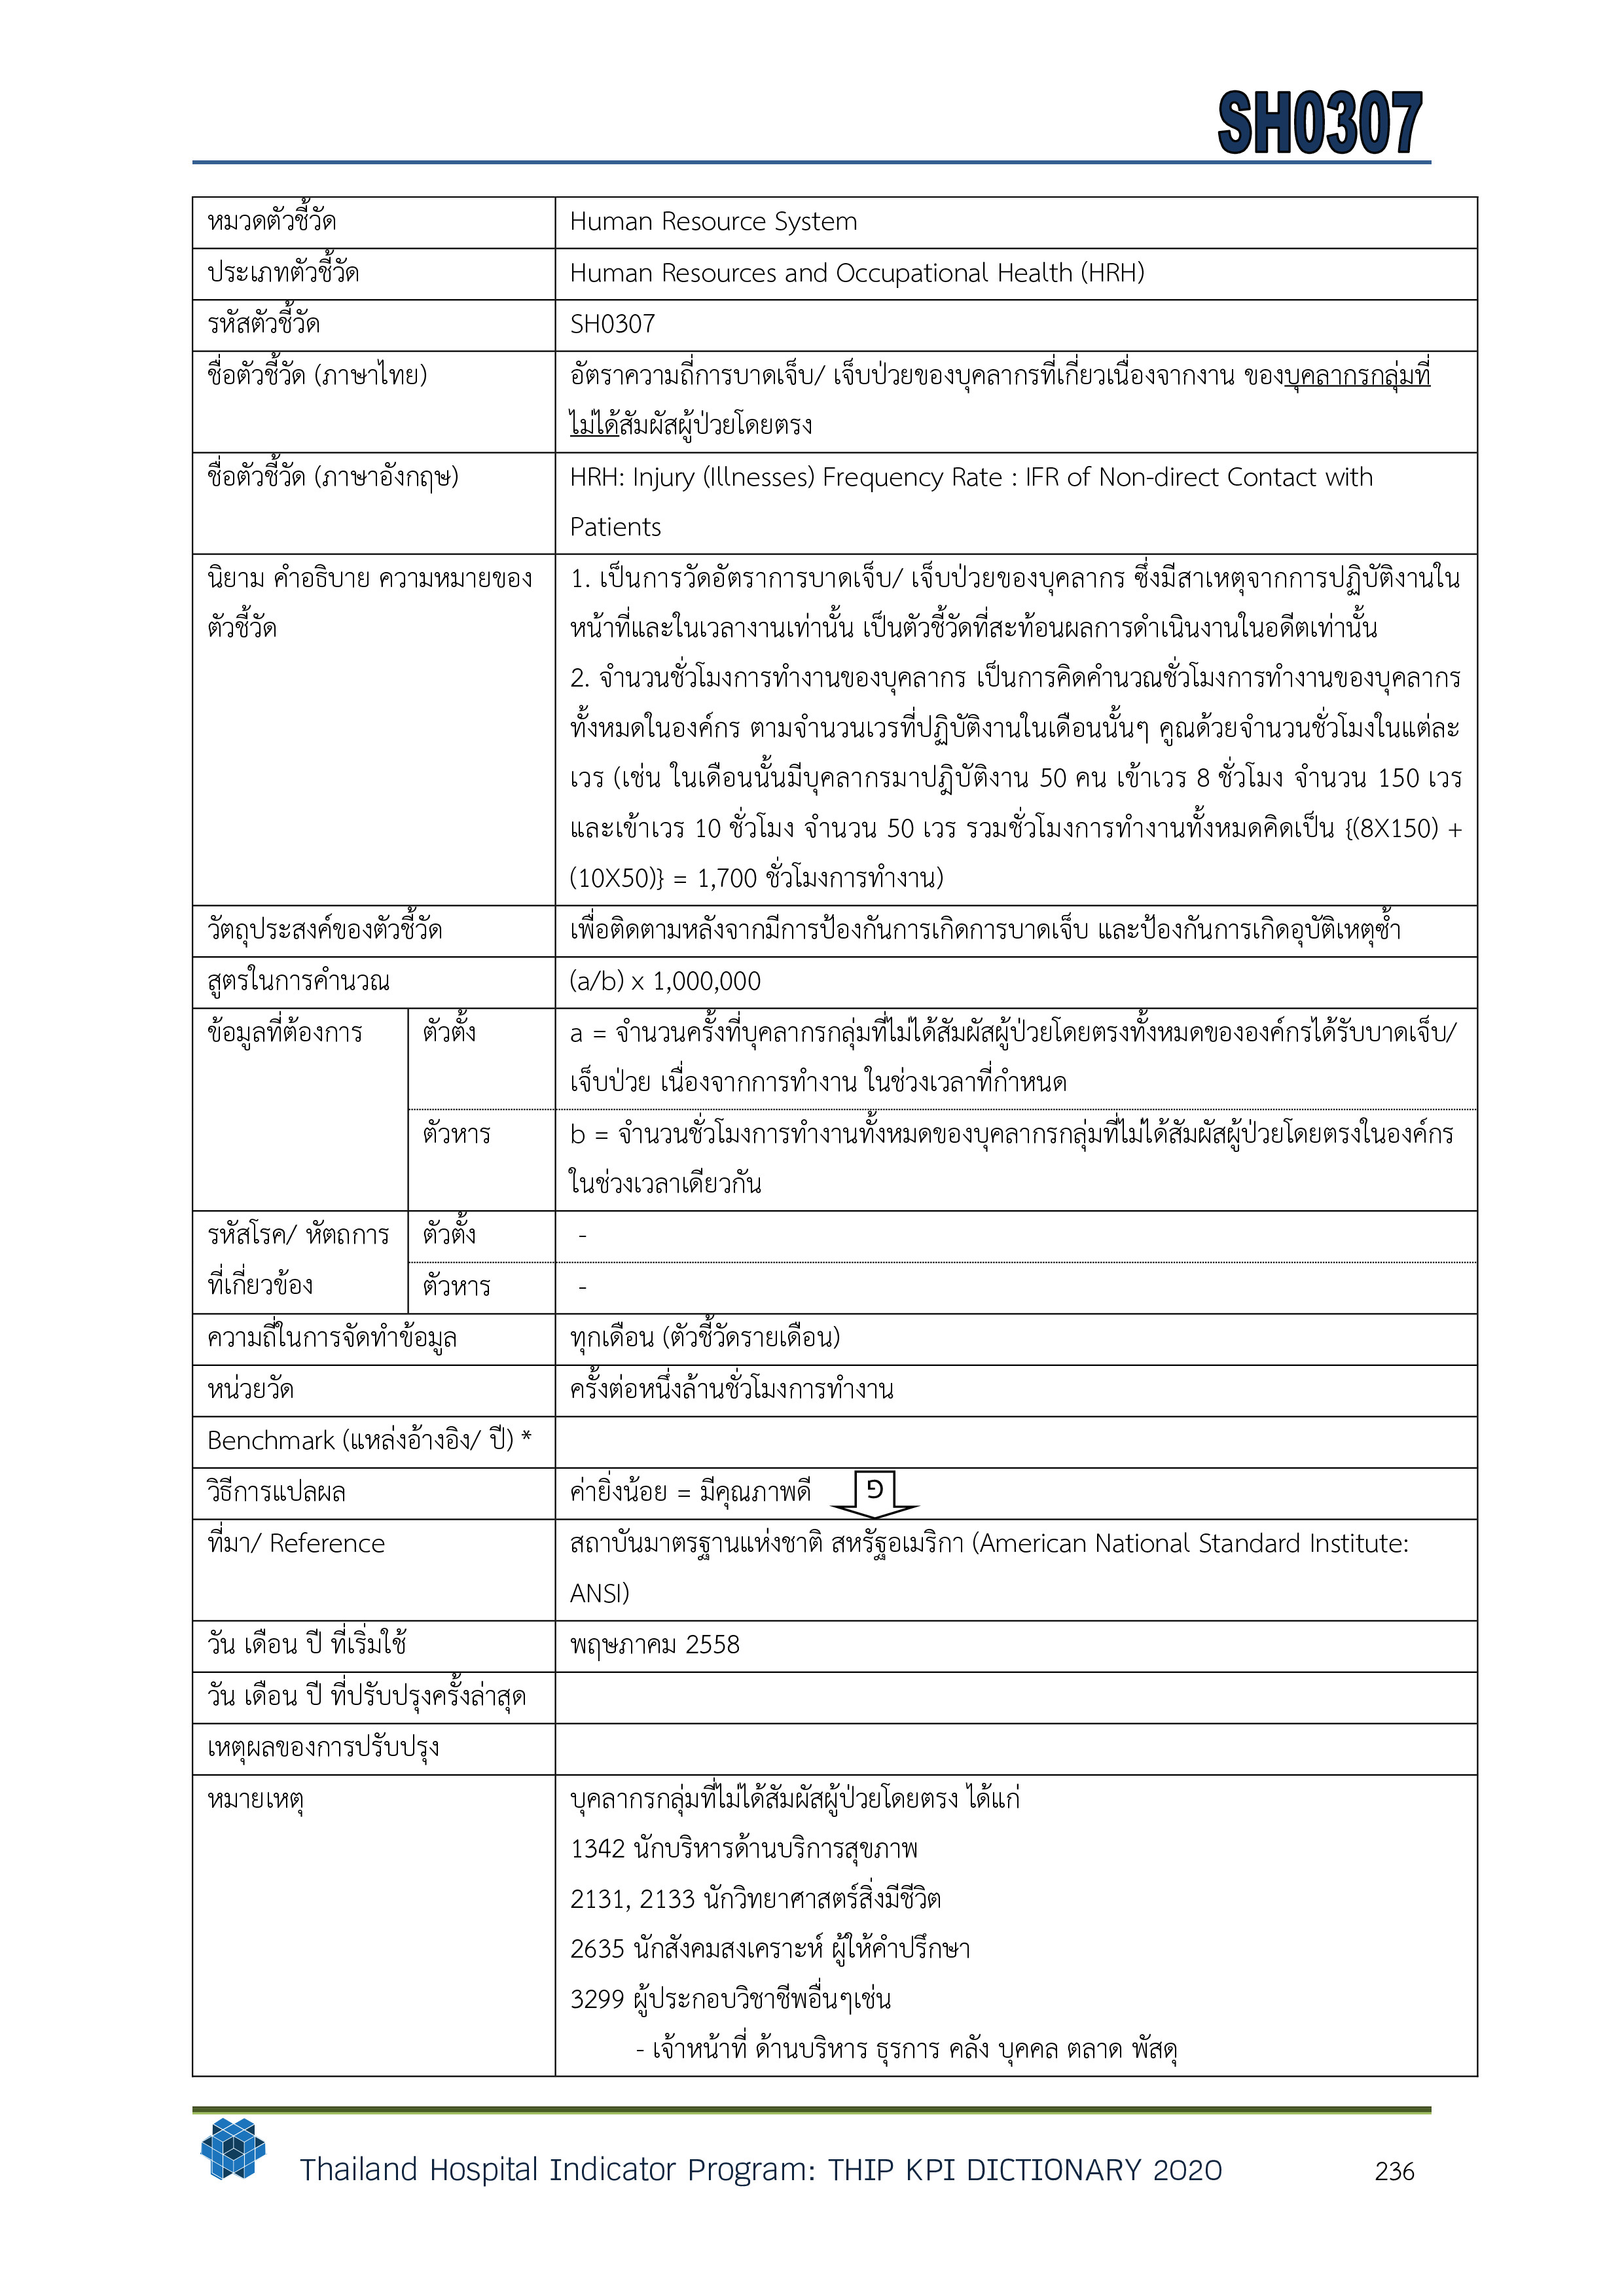 SH0307
หมวดตัวชี้วัด Human Resource System
ประเภทตัวชี้วัด Human Resources and Occupational Health (HRH)
รหัสตัวชี้วัด SH0307
ชื่อตัวชี้วัด (ภาษาไทย) อัตราความถี่การบาดเจ็บ/ เจ็บป่วยของบุคลากรที่เกี่ยวเนื่องจากงาน ของบุคลากรกลุ่มที่
ไม่ได้สัมผัสผู้ป่วยโดยตรง
ชื่อตัวชี้วัด (ภาษาอังกฤษ) HRH: Injury (Illnesses) Frequency Rate : IFR of Non-direct Contact with
Patients
นิยาม คำอธิบาย ความหมายของ 1. เป็นการวัดอัตราการบาดเจ็บ/ เจ็บป่วยของบุคลากร ซึ่งมีสาเหตุจากการปฏิบัติงานใน
ตัวชี้วัด หน้าที่และในเวลางานเท่านั้น เป็นตัวชี้วัดที่สะท้อนผลการดำเนินงานในอดีตเท่านั้น
2. จำนวนชั่วโมงการทำงานของบุคลากร เป็นการคิดคำนวณชั่วโมงการทำงานของบุคลากร
ทั้งหมดในองค์กร ตามจำนวนเวรที่ปฏิบัติงานในเดือนนั้นๆ คูณด้วยจำนวนชั่วโมงในแต่ละ
เวร (เช่น ในเดือนนั้นมีบุคลากรมาปฎิบัติงาน 50 คน เข้าเวร 8 ชั่วโมง จำนวน 150 เวร
และเข้าเวร 10 ชั่วโมง จำนวน 50 เวร รวมชั่วโมงการทำงานทั้งหมดคิดเป็น {(8X150) +
(10X50)} = 1,700 ชั่วโมงการทำงาน)
วัตถุประสงค์ของตัวชี้วัด เพื่อติดตามหลังจากมีการป้องกันการเกิดการบาดเจ็บ และป้องกันการเกิดอุบัติเหตุซ้ำ
สูตรในการคำนวณ (a/b) x 1,000,000
ข้อมูลที่ต้องการ ตัวตั้ง a = จำนวนครั้งที่บุคลากรกลุ่มที่ไม่ได้สัมผัสผู้ป่วยโดยตรงทั้งหมดขององค์กรได้รับบาดเจ็บ/
เจ็บป่วย เนื่องจากการทำงาน ในช่วงเวลาที่กำหนด
ตัวหาร b = จำนวนชั่วโมงการทำงานทั้งหมดของบุคลากรกลุ่มที่ไม่ได้สัมผัสผู้ป่วยโดยตรงในองค์กร
ในช่วงเวลาเดียวกัน
รหัสโรค/ หัตถการ ตัวตั้ง -
ที่เกี่ยวข้อง ตัวหาร -
ความถี่ในการจัดทำข้อมูล ทุกเดือน (ตัวชี้วัดรายเดือน)
หน่วยวัด ครั้งต่อหนึ่งล้านชั่วโมงการทำงาน
Benchmark (แหล่งอ้างอิง/ ปี) *
วิธีการแปลผล ค่ายิ่งน้อย = มีคุณภาพดี
ที่มา/ Reference สถาบันมาตรฐานแห่งชาติ สหรัฐอเมริกา (American National Standard Institute:
ANSI)
วัน เดือน ปี ที่เริ่มใช้ พฤษภาคม 2558
วัน เดือน ปี ที่ปรับปรุงครั้งล่าสุด
เหตุผลของการปรับปรุง
หมายเหตุ บุคลากรกลุ่มที่ไม่ได้สัมผัสผู้ป่วยโดยตรง ได้แก่
1342 นักบริหารด้านบริการสุขภาพ
2131, 2133 นักวิทยาศาสตร์สิ่งมีชีวิต
2635 นักสังคมสงเคราะห์ ผู้ให้คำปรึกษา
3299 ผู้ประกอบวิชาชีพอื่นๆเช่น
- เจ้าหน้าที่ ด้านบริหาร ธุรการ คลัง บุคคล ตลาด พัสดุ
Thailand Hospital Indicator Program: THIP KPI DICTIONARY 2020 236